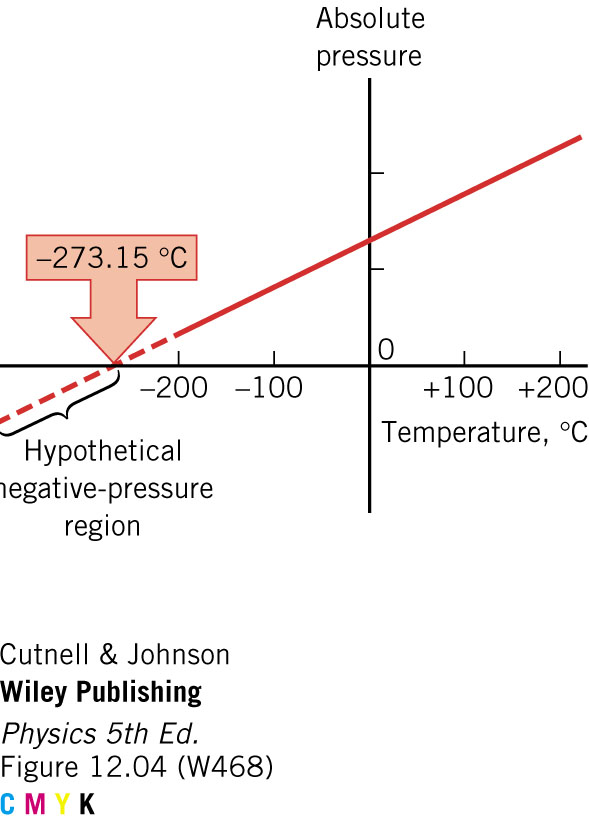 Absolute
pressure
–273.15 °C
0
–200 –100 +100 +200
Temperature, °C
Hypothetical
negative-pressure
region
Cutnell & Johnson
Wiley Publishing
Physics 5th Ed.
Figure 12.04 (W468)
C M Y K